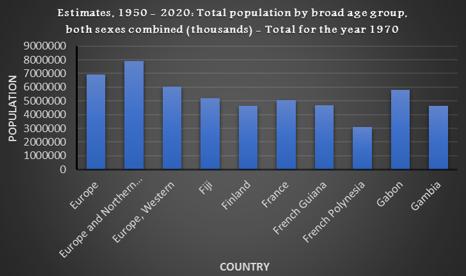 Estimates, 1950 - 2020: Total population by broad age group,
both sexes combined (thousands) - Total for the year 1970
9000000
8000000
7000000
6000000
5000000
4000000
3000000
2000000
1000000
0
POPULATION
Europe
Europe and Northern...
Europe, Western
Fiji
Finland
France
French Guiana
French Polynesia
Gabon
Gambia
COUNTRY